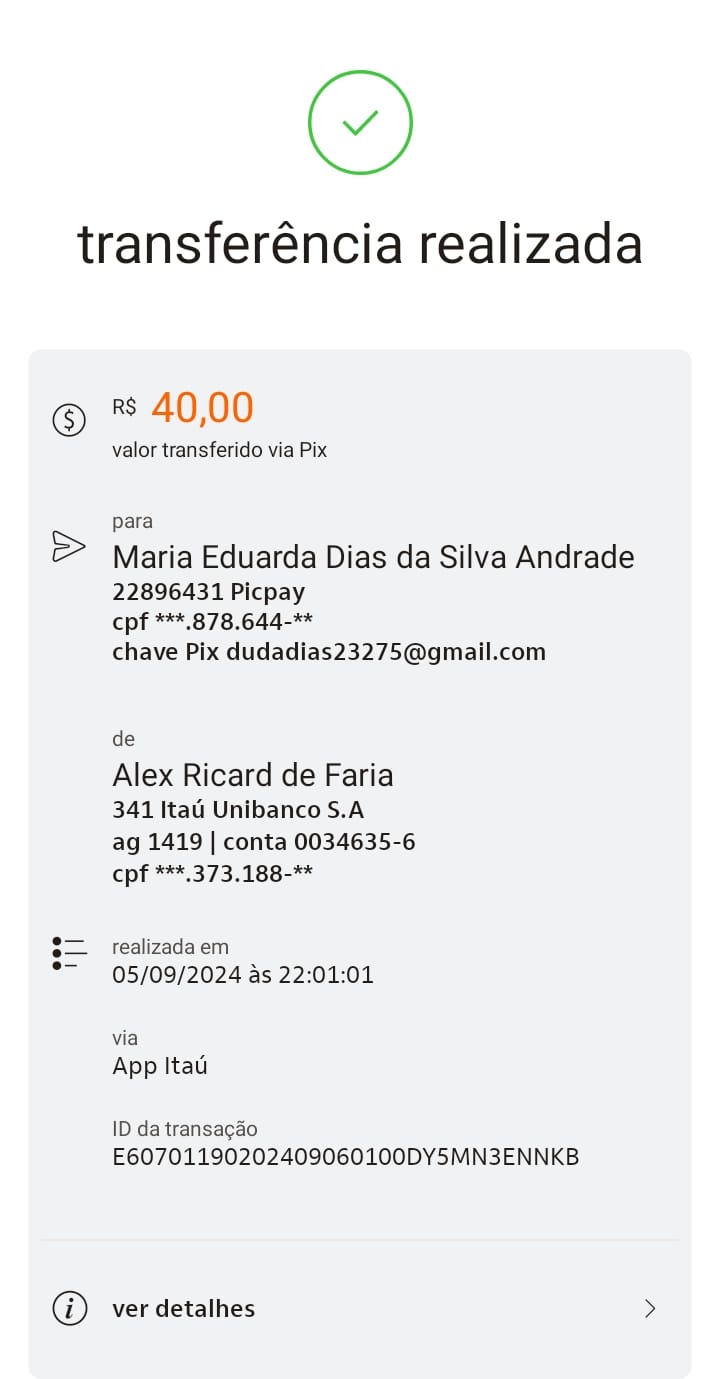 transferência realizada
R$ 40,00
valor transferido via Pix
para
Maria Eduarda Dias da Silva Andrade
22896431 Picpay
cpf ***.878.644-**
chave Pix dudadias23275@gmail.com
de
Alex Ricard de Faria
341 Itaú Unibanco S.A
ag 1419 | conta 0034635-6
cpf ***.373.188-**
realizada em
05/09/2024 às 22:01:01
via
App Itaú
ID da transação
E60701190202409060100DY5MN3ENNKB
ver detalhes